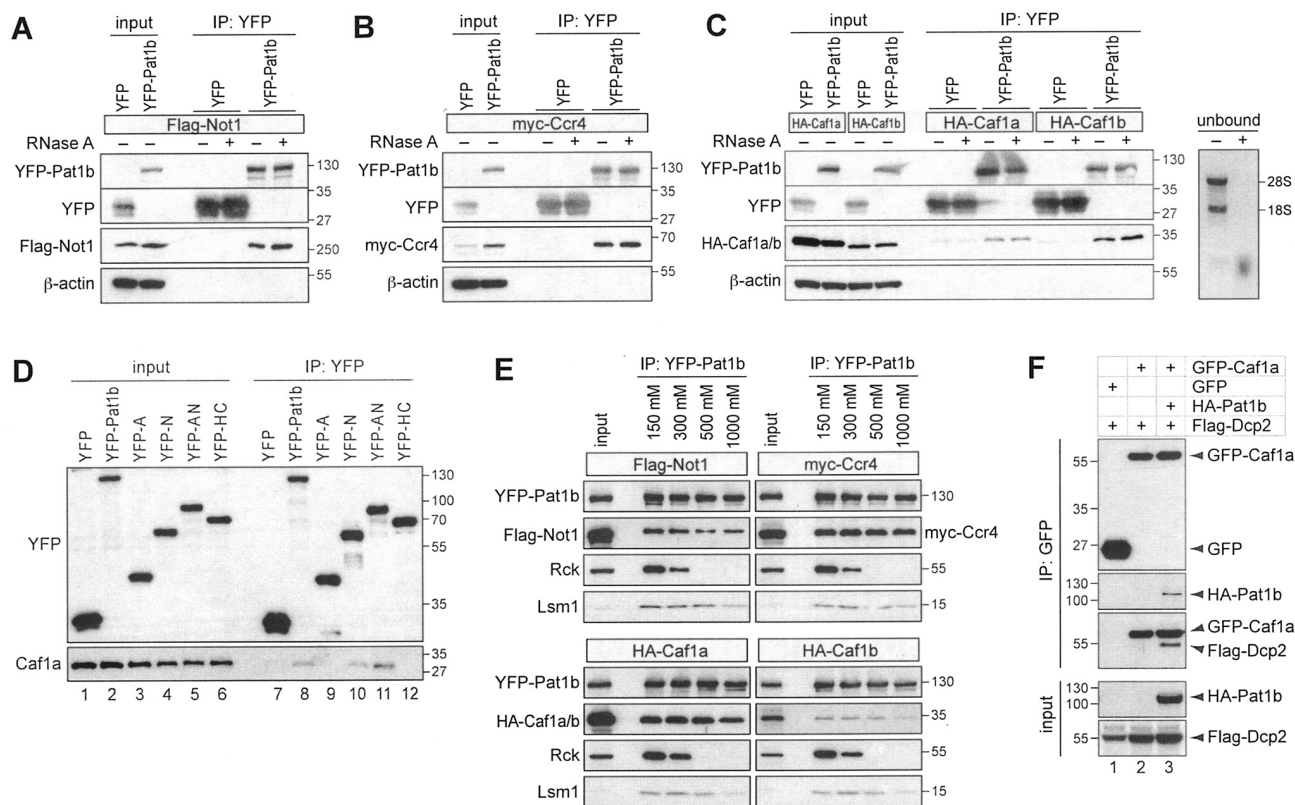 A
input
IP: YFP
YFP
YFP-Pat1b
YFP
YFP-Pat1b
Flag-Not1
RNase A
– – – + – +
YFP-Pat1b
130
YFP
35
27
Flag-Not1
250
β-actin
55
B
input
IP: YFP
YFP
YFP-Pat1b
YFP
YFP-Pat1b
myc-Ccr4
RNase A
– – – + – +
YFP-Pat1b
130
YFP
35
27
myc-Ccr4
70
β-actin
55
C
input
IP: YFP
YFP
YFP-Pat1b
YFP
YFP-Pat1b
YFP
YFP-Pat1b
YFP
YFP-Pat1b
HA-Caf1a HA-Caf1b HA-Caf1a HA-Caf1b
RNase A
– – – – – + – + – + – +
YFP-Pat1b
130
YFP
35
27
HA-Caf1a/b
35
β-actin
55
unbound
– +
28S
18S
D
input
IP: YFP
YFP
YFP-Pat1b
YFP-A
YFP-N
YFP-AN
YFP-HC
YFP
YFP-Pat1b
YFP-A
YFP-N
YFP-AN
YFP-HC
YFP
130
100
70
55
35
Caf1a
35
27
1 2 3 4 5 6 7 8 9 10 11 12
E
IP: YFP-Pat1b
IP: YFP-Pat1b
input
150 mM
300 mM
500 mM
1000 mM
input
150 mM
300 mM
500 mM
1000 mM
Flag-Not1
myc-Ccr4
YFP-Pat1b
130
Flag-Not1
myc-Ccr4
Rck
55
Lsm1
15
HA-Caf1a
HA-Caf1b
YFP-Pat1b
130
HA-Caf1a/b
35
Rck
55
Lsm1
15
F
+ + GFP-Caf1a
+ GFP
+ HA-Pat1b
+ + + Flag-Dcp2
IP: GFP
55
GFP-Caf1a
35
27
GFP
130
100
HA-Pat1b
GFP-Caf1a
55
Flag-Dcp2
input
130
100
HA-Pat1b
55
Flag-Dcp2
1 2 3